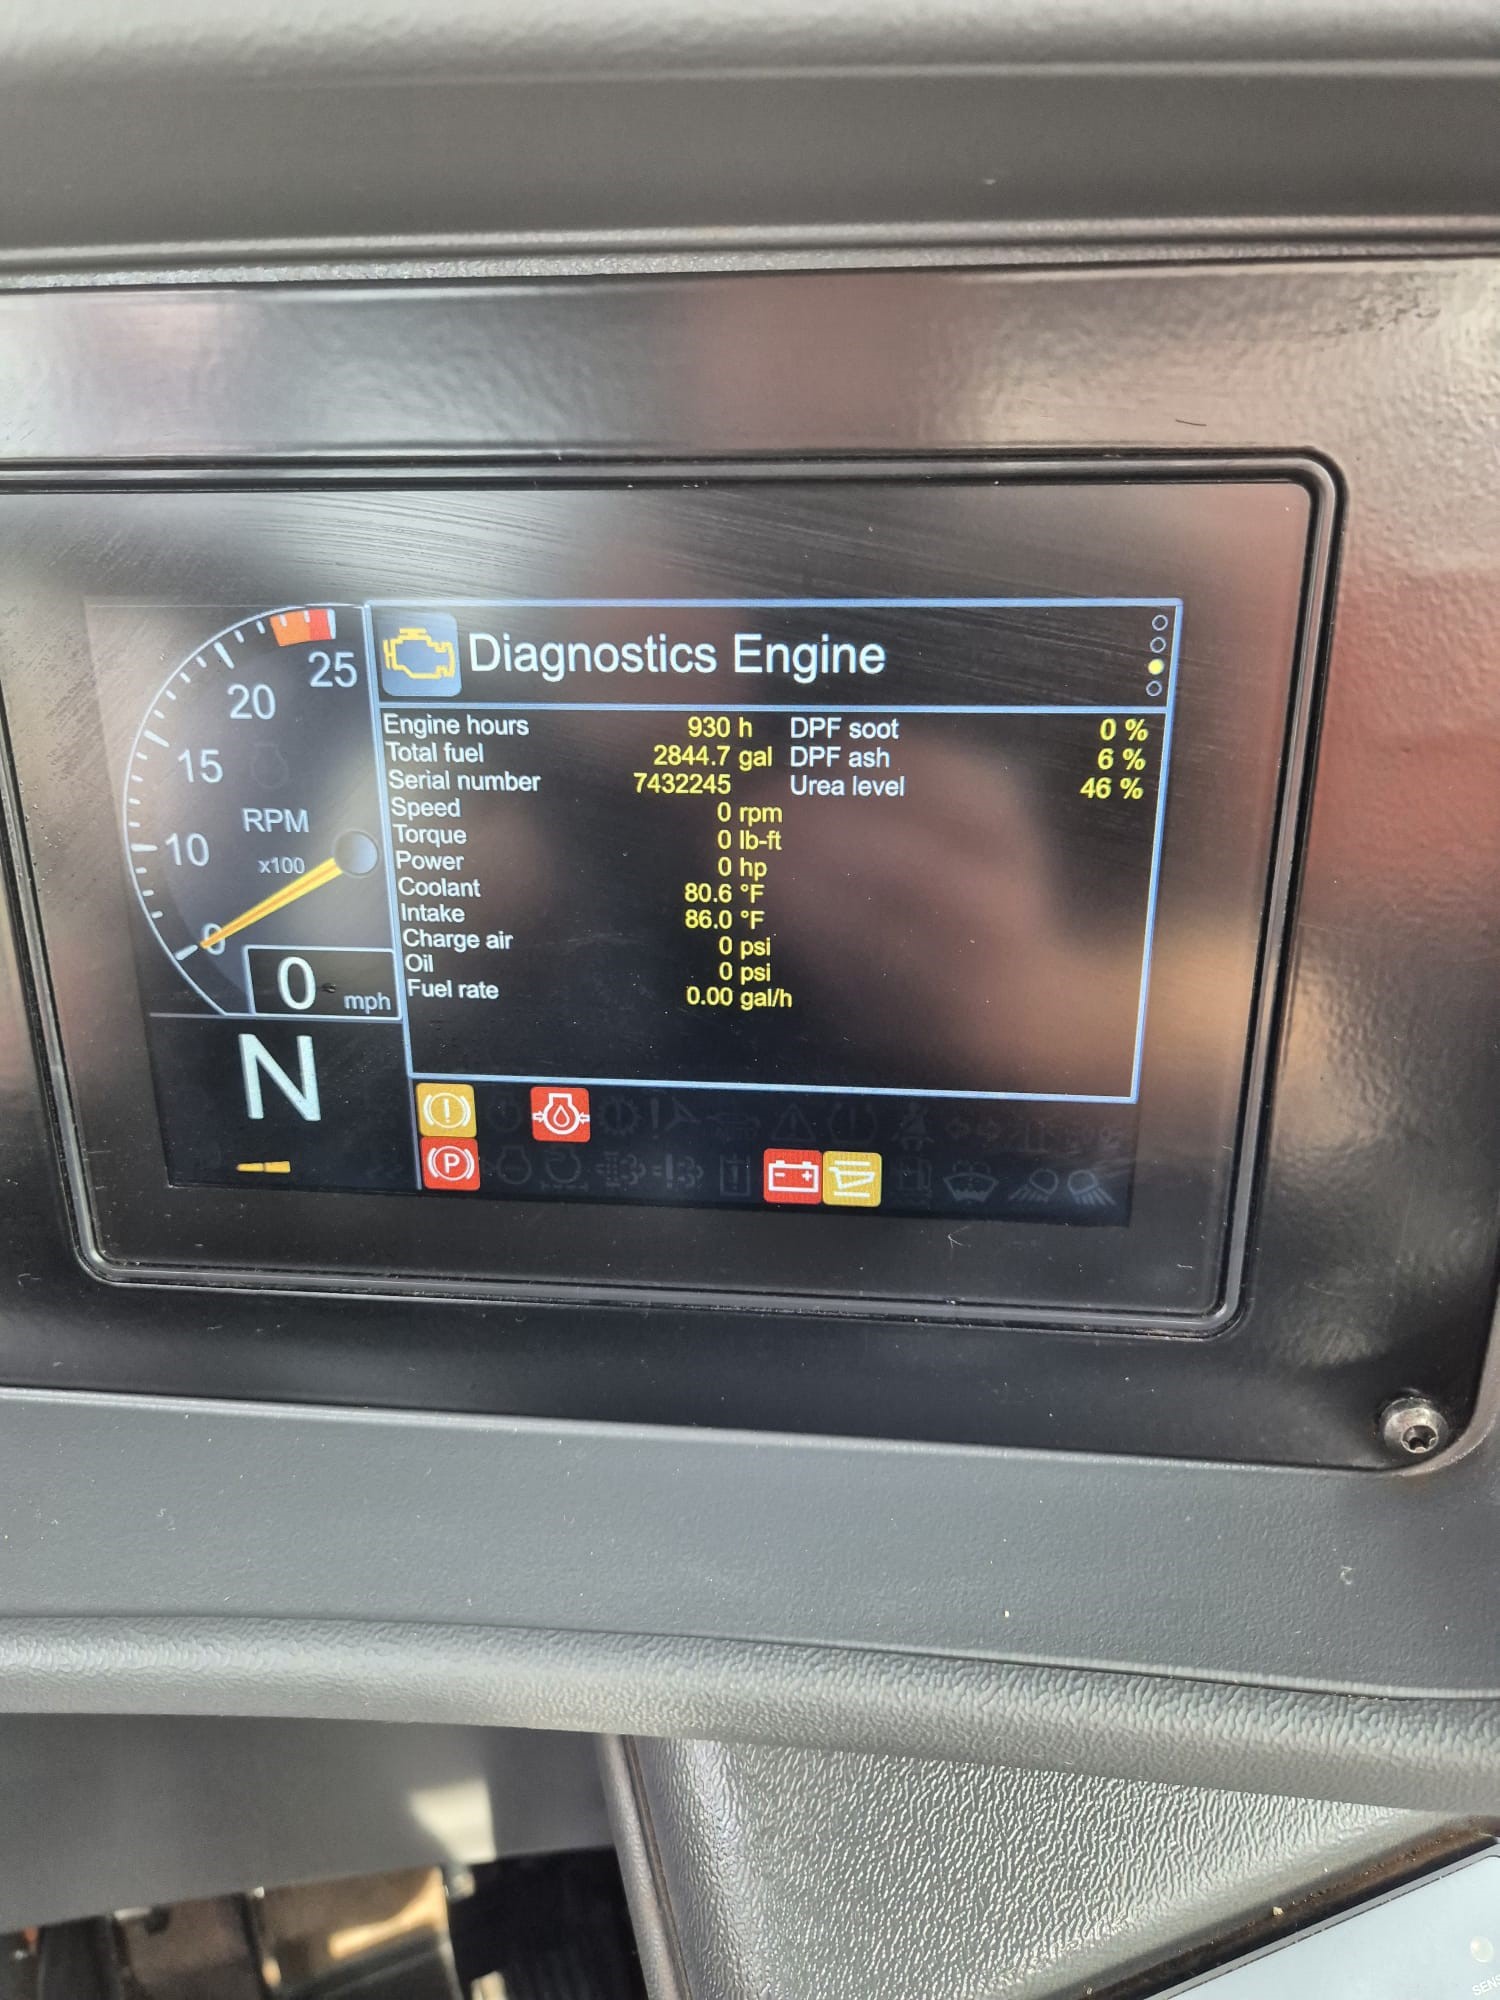 Diagnostics Engine
25
20
15
10
0
RPM
x100
0 mph
N
Engine hours 930 h DPF soot 0 %
Total fuel 2844.7 gal DPF ash 6 %
Serial number 7432245 Urea level 46 %
Speed 0 rpm
Torque 0 lb-ft
Power 0 hp
Coolant 80.6 °F
Intake 86.0 °F
Charge air 0 psi
Oil 0 psi
Fuel rate 0.00 gal/h
P